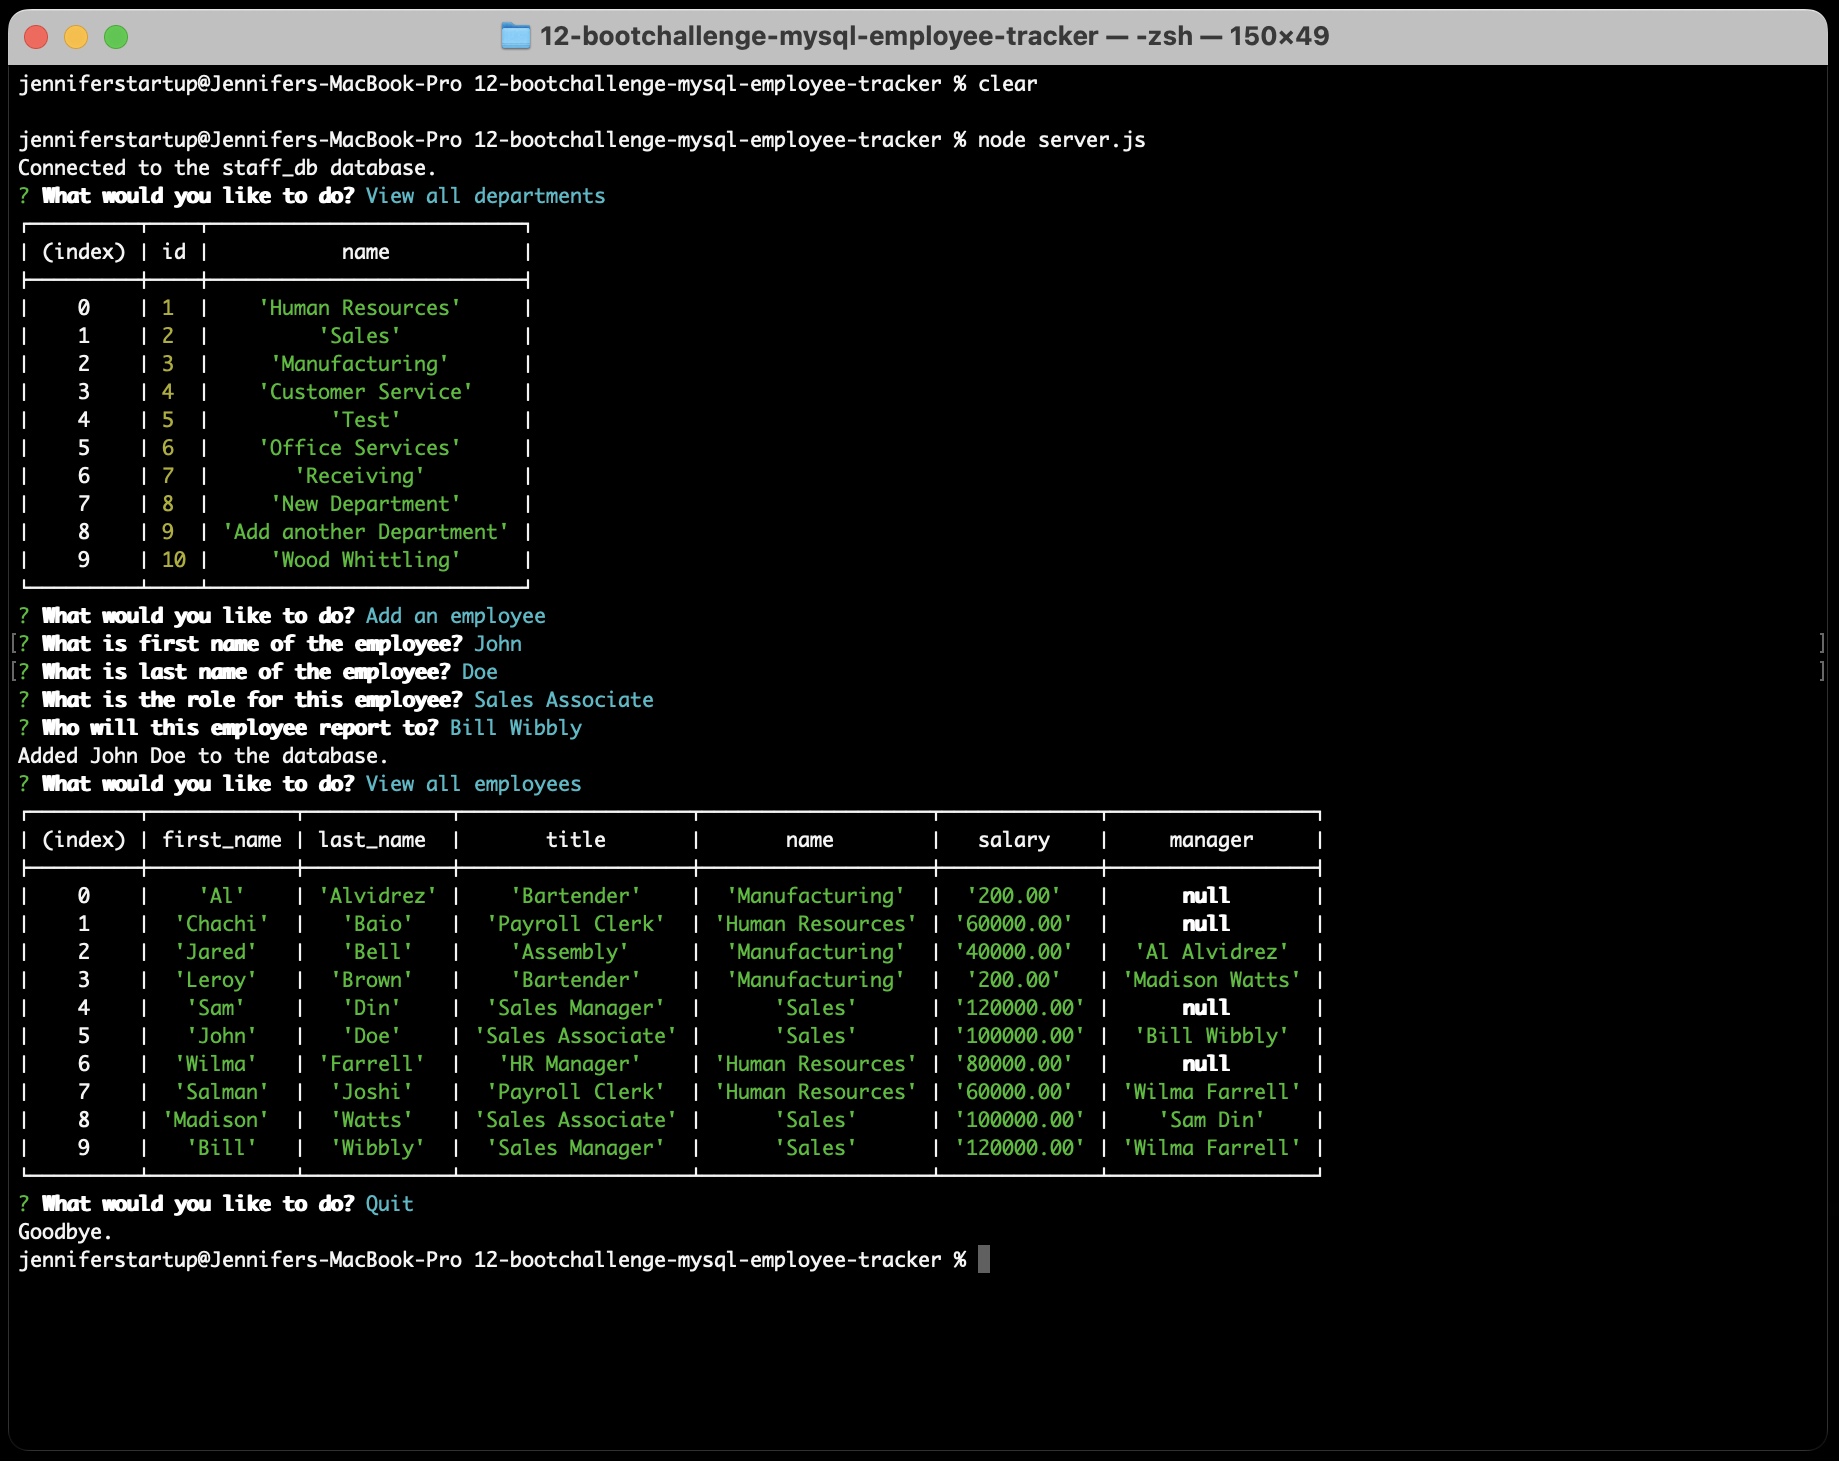 12-bootchallenge-mysql-employee-tracker — -zsh — 150×49
jenniferstartup@Jennifers-MacBook-Pro 12-bootchallenge-mysql-employee-tracker % clear
jenniferstartup@Jennifers-MacBook-Pro 12-bootchallenge-mysql-employee-tracker % node server.js
Connected to the staff_db database.
? What would you like to do? View all departments
| (index) | id | name |
| 0 | 1 | 'Human Resources' |
| 1 | 2 | 'Sales' |
| 2 | 3 | 'Manufacturing' |
| 3 | 4 | 'Customer Service' |
| 4 | 5 | 'Test' |
| 5 | 6 | 'Office Services' |
| 6 | 7 | 'Receiving' |
| 7 | 8 | 'New Department' |
| 8 | 9 | 'Add another Department' |
| 9 | 10 | 'Wood Whittling' |
? What would you like to do? Add an employee
[? What is first name of the employee? John ]
[? What is last name of the employee? Doe ]
? What is the role for this employee? Sales Associate
? Who will this employee report to? Bill Wibbly
Added John Doe to the database.
? What would you like to do? View all employees
| (index) | first_name | last_name | title | name | salary | manager |
| 0 | 'Al' | 'Alvidrez' | 'Bartender' | 'Manufacturing' | '200.00' | null |
| 1 | 'Chachi' | 'Baio' | 'Payroll Clerk' | 'Human Resources' | '60000.00' | null |
| 2 | 'Jared' | 'Bell' | 'Assembly' | 'Manufacturing' | '40000.00' | 'Al Alvidrez' |
| 3 | 'Leroy' | 'Brown' | 'Bartender' | 'Manufacturing' | '200.00' | 'Madison Watts' |
| 4 | 'Sam' | 'Din' | 'Sales Manager' | 'Sales' | '120000.00' | null |
| 5 | 'John' | 'Doe' | 'Sales Associate' | 'Sales' | '100000.00' | 'Bill Wibbly' |
| 6 | 'Wilma' | 'Farrell' | 'HR Manager' | 'Human Resources' | '80000.00' | null |
| 7 | 'Salman' | 'Joshi' | 'Payroll Clerk' | 'Human Resources' | '60000.00' | 'Wilma Farrell' |
| 8 | 'Madison' | 'Watts' | 'Sales Associate' | 'Sales' | '100000.00' | 'Sam Din' |
| 9 | 'Bill' | 'Wibbly' | 'Sales Manager' | 'Sales' | '120000.00' | 'Wilma Farrell' |
? What would you like to do? Quit
Goodbye.
jenniferstartup@Jennifers-MacBook-Pro 12-bootchallenge-mysql-employee-tracker %